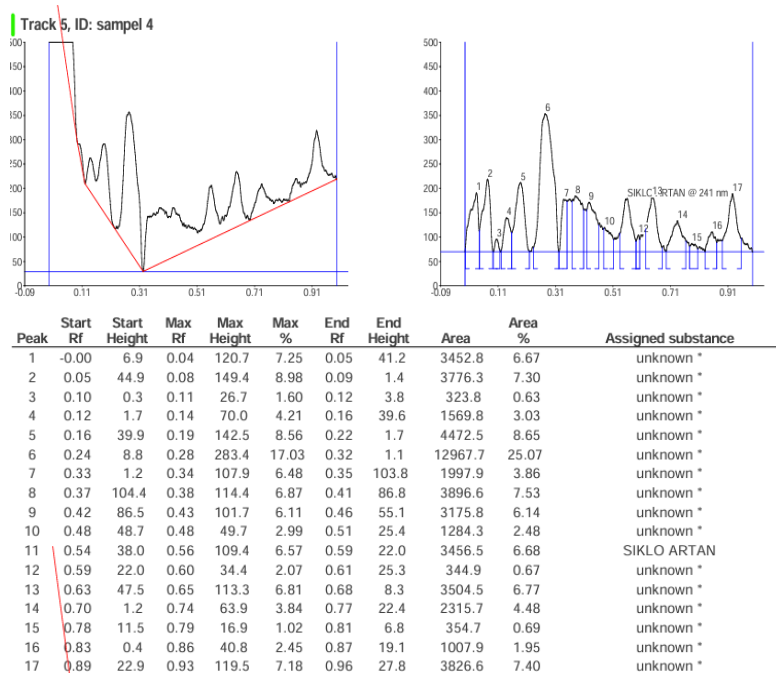 Track 5, ID: sampel 4
500
450
400
350
300
250
200
150
100
50
0
-0.09 0.11 0.31 0.51 0.71 0.91
500
450
400
350
300
250
200
150
100
50
0
-0.09 0.11 0.31 0.51 0.71 0.91
1 2 3 4 5 6 7 8 9 10 12 13 14 15 16 17
SIKLO ARTAN @ 241 nm
Peak Start Rf Start Height Max Rf Max Height Max % End Rf End Height Area Area % Assigned substance
1 -0.00 6.9 0.04 120.7 7.25 0.05 41.2 3452.8 6.67 unknown *
2 0.05 44.9 0.08 149.4 8.98 0.09 1.4 3776.3 7.30 unknown *
3 0.10 0.3 0.11 26.7 1.60 0.12 3.8 323.8 0.63 unknown *
4 0.12 1.7 0.14 70.0 4.21 0.16 39.6 1569.8 3.03 unknown *
5 0.16 39.9 0.19 142.5 8.56 0.22 1.7 4472.5 8.65 unknown *
6 0.24 8.8 0.28 283.4 17.03 0.32 1.1 12967.7 25.07 unknown *
7 0.33 1.2 0.34 107.9 6.48 0.35 103.8 1997.9 3.86 unknown *
8 0.37 104.4 0.38 114.4 6.87 0.41 86.8 3896.6 7.53 unknown *
9 0.42 86.5 0.43 101.7 6.11 0.46 55.1 3175.8 6.14 unknown *
10 0.48 48.7 0.48 49.7 2.99 0.51 25.4 1284.3 2.48 unknown *
11 0.54 38.0 0.56 109.4 6.57 0.59 22.0 3456.5 6.68 SIKLO ARTAN
12 0.59 22.0 0.60 34.4 2.07 0.61 25.3 344.9 0.67 unknown *
13 0.63 47.5 0.65 113.3 6.81 0.68 8.3 3504.5 6.77 unknown *
14 0.70 1.2 0.74 63.9 3.84 0.77 22.4 2315.7 4.48 unknown *
15 0.78 11.5 0.79 16.9 1.02 0.81 6.8 354.7 0.69 unknown *
16 0.83 0.4 0.86 40.8 2.45 0.87 19.1 1007.9 1.95 unknown *
17 0.89 22.9 0.93 119.5 7.18 0.96 27.8 3826.6 7.40 unknown *